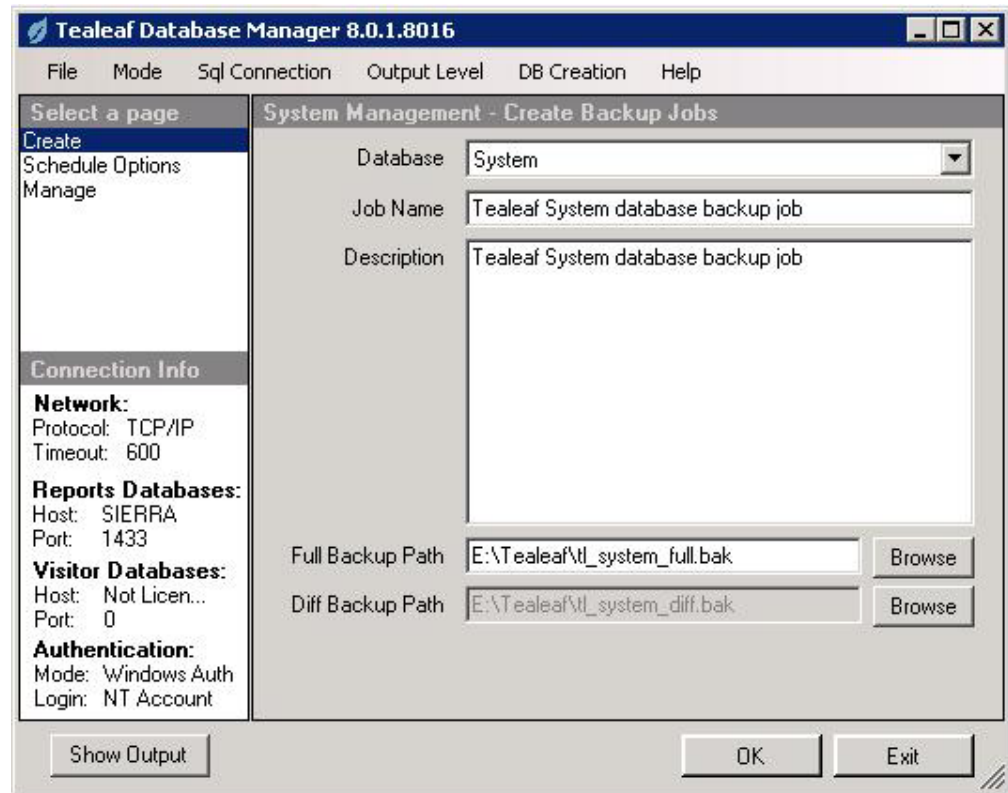 Tealeaf Database Manager 8.0.1.8016
File Mode Sql Connection Output Level DB Creation Help
Select a page
Create
Schedule Options
Manage
System Management - Create Backup Jobs
Database System
Job Name Tealeaf System database backup job
Description Tealeaf System database backup job
Full Backup Path E:\Tealeaf\tl_system_full.bak Browse
Diff Backup Path E:\Tealeaf\tl_system_diff.bak Browse
Connection Info
Network:
Protocol: TCP/IP
Timeout: 600
Reports Databases:
Host: SIERRA
Port: 1433
Visitor Databases:
Host: Not Licen...
Port: 0
Authentication:
Mode: Windows Auth
Login: NT Account
Show Output OK Exit